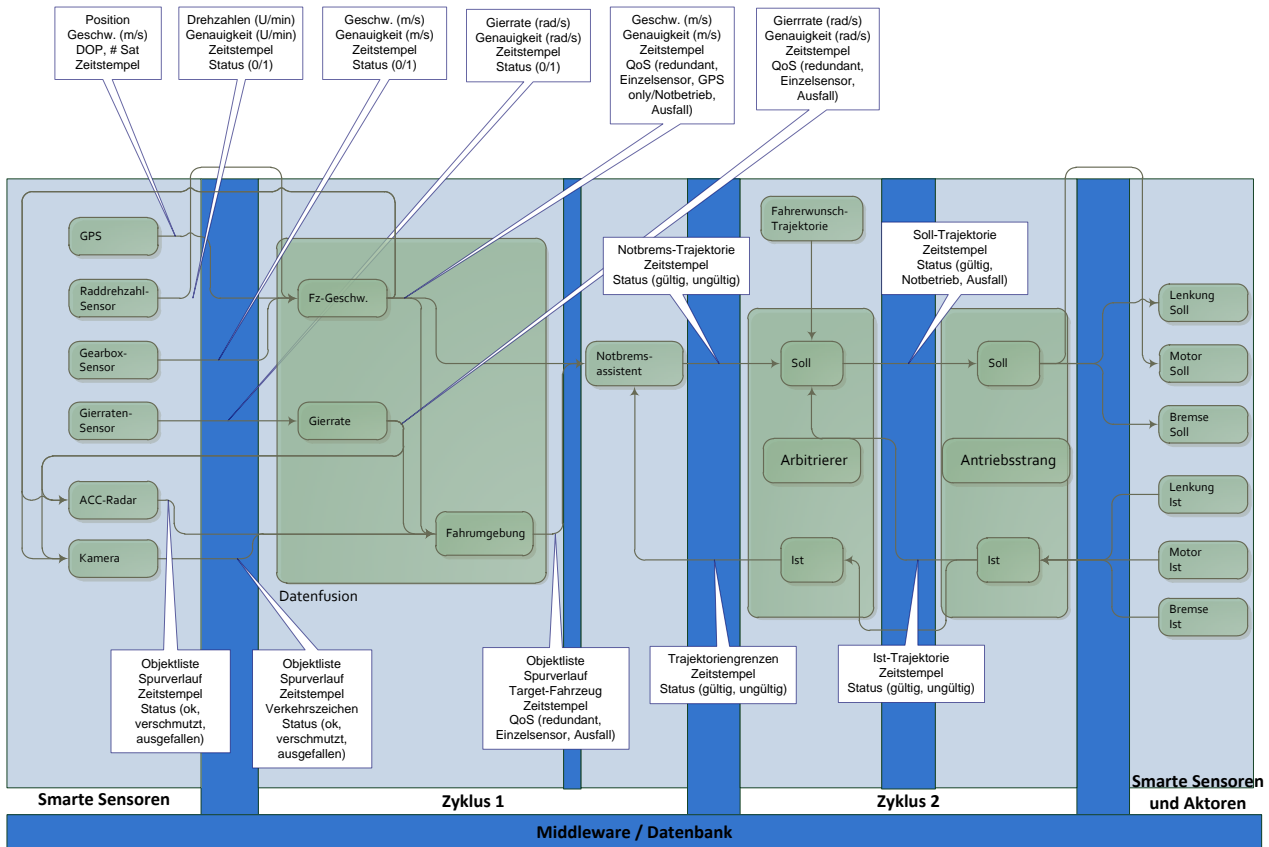 Position
Geschw. (m/s)
DOP, # Sat
Zeitstempel
Drehzahlen (U/min)
Genauigkeit (U/min)
Zeitstempel
Status (0/1)
Geschw. (m/s)
Genauigkeit (m/s)
Zeitstempel
Status (0/1)
Gierrate (rad/s)
Genauigkeit (rad/s)
Zeitstempel
Status (0/1)
Geschw. (m/s)
Genauigkeit (m/s)
Zeitstempel
QoS (redundant,
Einzelsensor, GPS
only/Notbetrieb,
Ausfall)
Gierrrate (rad/s)
Genauigkeit (rad/s)
Zeitstempel
QoS (redundant,
Einzelsensor,
Ausfall)
GPS
Raddrehzahl-
Sensor
Gearbox-
Sensor
Gierraten-
Sensor
ACC-Radar
Kamera
Fz-Geschw.
Gierrate
Fahrumgebung
Datenfusion
Notbrems-
assistent
Notbrems-Trajektorie
Zeitstempel
Status (gültig, ungültig)
Fahrerwunsch-
Trajektorie
Soll-Trajektorie
Zeitstempel
Status (gültig,
Notbetrieb, Ausfall)
Soll
Arbitrierer
Ist
Soll
Antriebsstrang
Ist
Lenkung
Soll
Motor
Soll
Bremse
Soll
Lenkung
Ist
Motor
Ist
Bremse
Ist
Objektliste
Spurverlauf
Zeitstempel
Status (ok,
verschmutzt,
ausgefallen)
Objektliste
Spurverlauf
Zeitstempel
Verkehrszeichen
Status (ok,
verschmutzt,
ausgefallen)
Objektliste
Spurverlauf
Target-Fahrzeug
Zeitstempel
QoS (redundant,
Einzelsensor, Ausfall)
Trajektoriengrenzen
Zeitstempel
Status (gültig, ungültig)
Ist-Trajektorie
Zeitstempel
Status (gültig, ungültig)
Smarte Sensoren
Zyklus 1
Zyklus 2
Smarte Sensoren
und Aktoren
Middleware / Datenbank